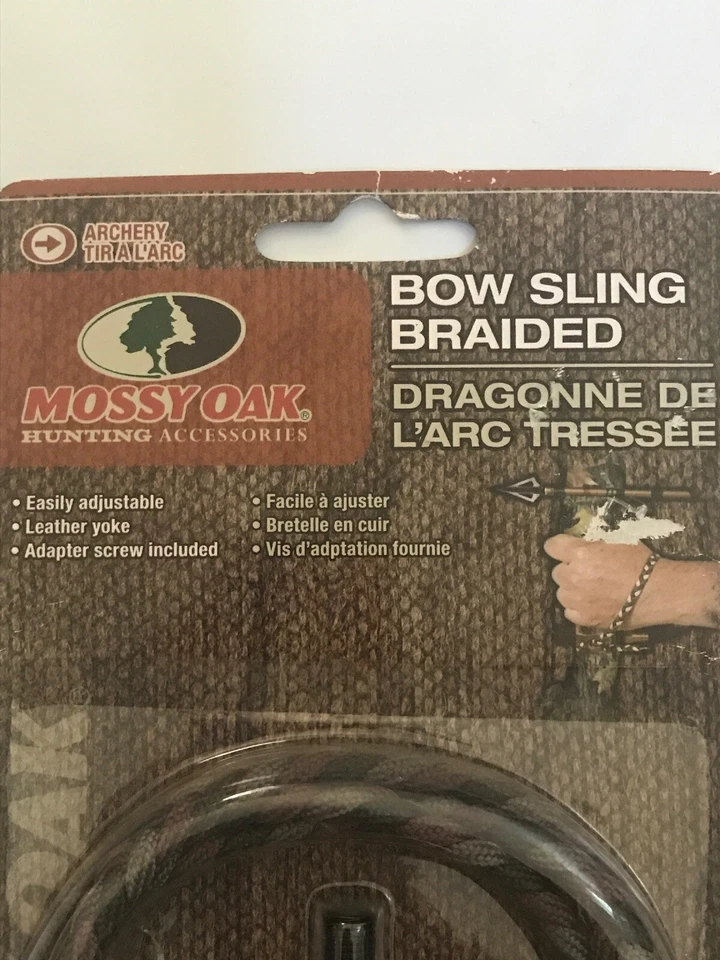 ARCHERY
TIR À L'ARC
BOW SLING
BRAIDED
DRAGONNE DE
L'ARC TRESSÉE
MOSSY OAK®
HUNTING ACCESSORIES
• Easily adjustable
• Leather yoke
• Adapter screw included
• Facile à ajuster
• Bretelle en cuir
• Vis d'adptation fournie
OAK®